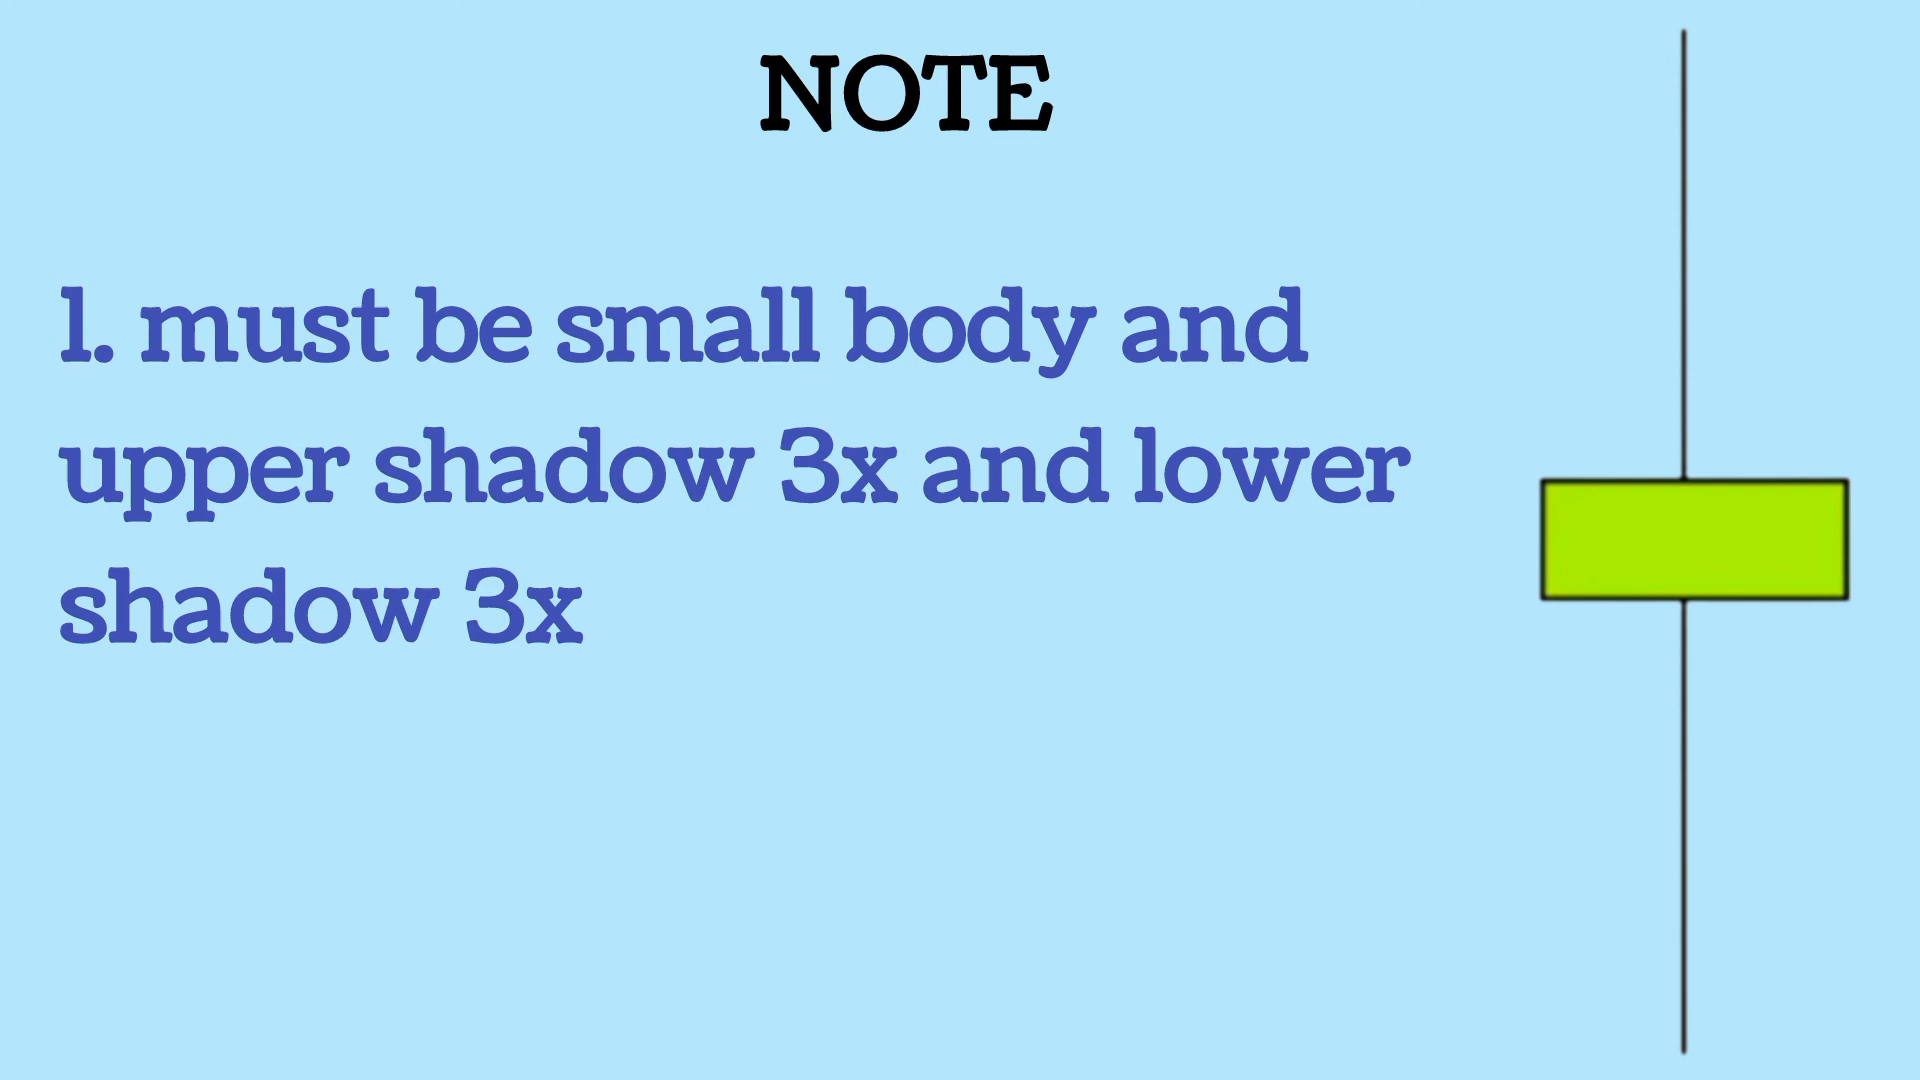 NOTE
1. must be small body and
upper shadow 3x and lower
shadow 3x